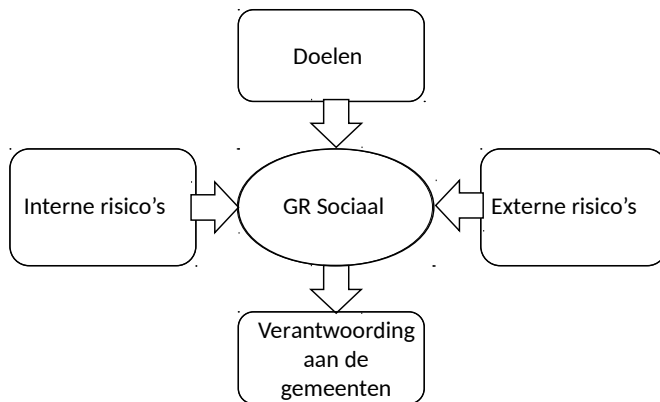 Doelen
Interne risico’s
GR Sociaal
Externe risico’s
Verantwoording
aan de
gemeenten